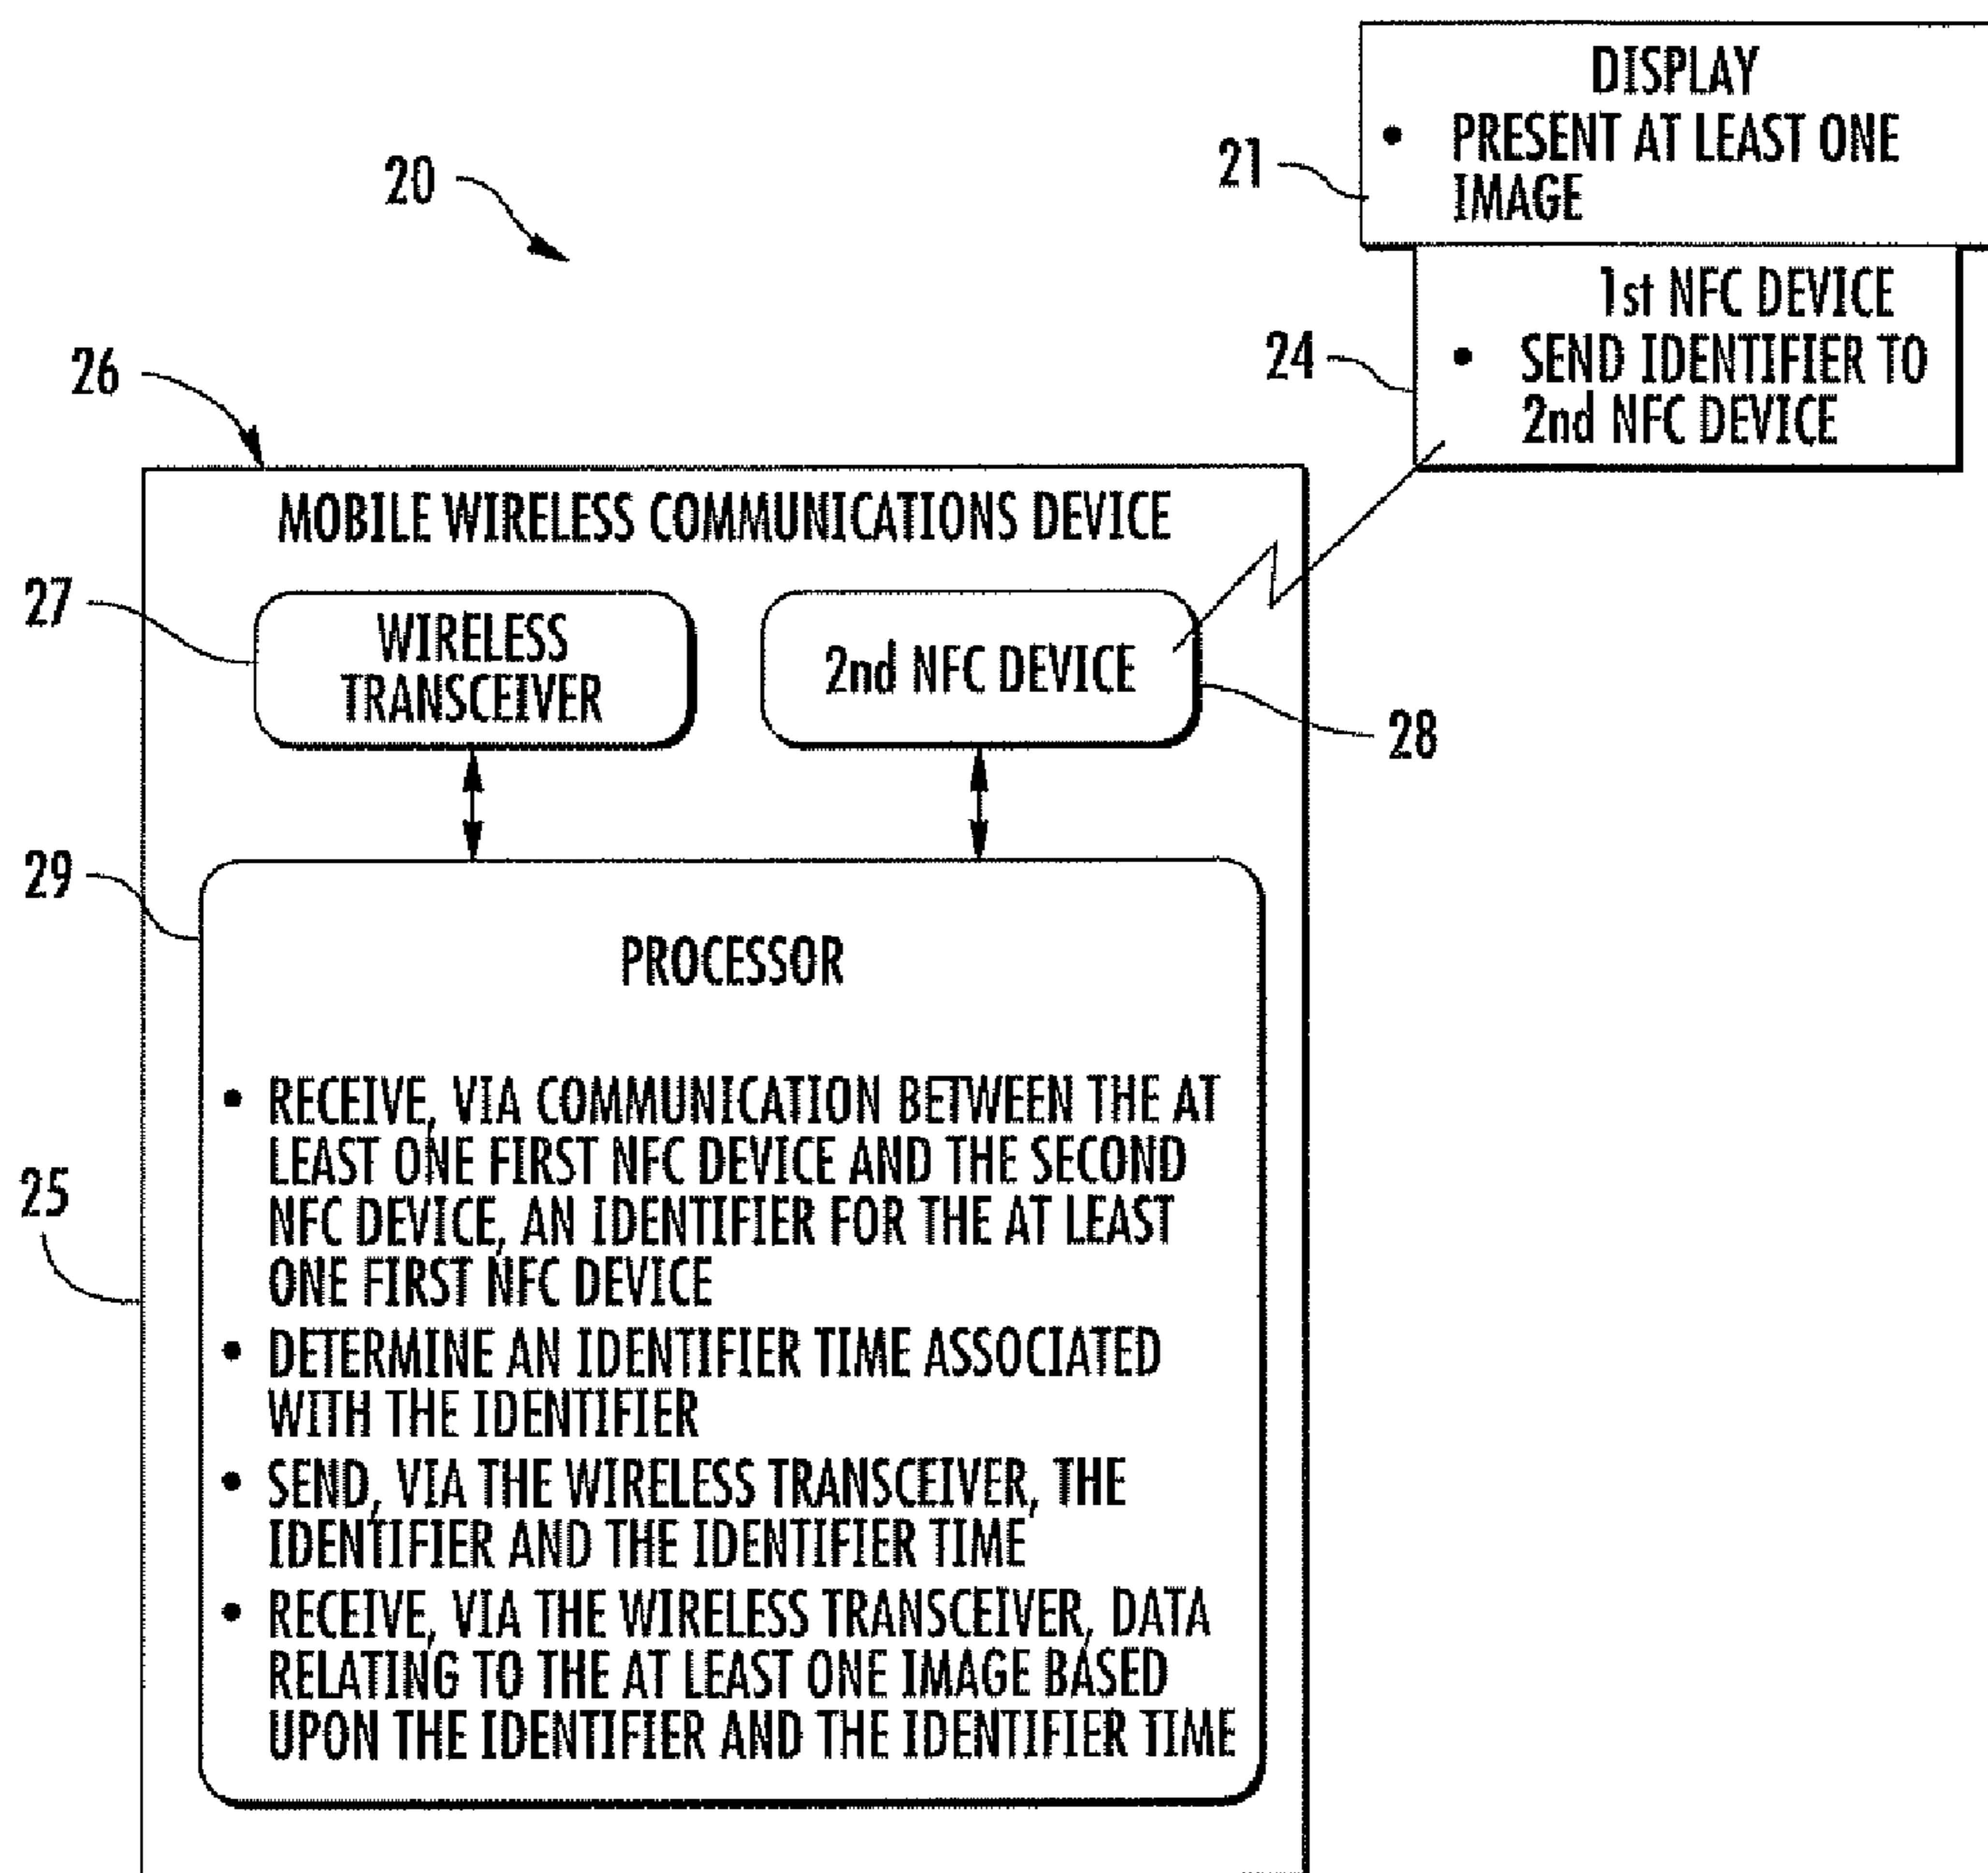 DISPLAY
• PRESENT AT LEAST ONE
IMAGE
21
20
1st NFC DEVICE
• SEND IDENTIFIER TO
2nd NFC DEVICE
24
26
MOBILE WIRELESS COMMUNICATIONS DEVICE
27
WIRELESS
TRANSCEIVER
2nd NFC DEVICE
28
29
PROCESSOR
• RECEIVE, VIA COMMUNICATION BETWEEN THE AT
LEAST ONE FIRST NFC DEVICE AND THE SECOND
NFC DEVICE, AN IDENTIFIER FOR THE AT LEAST
ONE FIRST NFC DEVICE
25
• DETERMINE AN IDENTIFIER TIME ASSOCIATED
WITH THE IDENTIFIER
• SEND, VIA THE WIRELESS TRANSCEIVER, THE
IDENTIFIER AND THE IDENTIFIER TIME
• RECEIVE, VIA THE WIRELESS TRANSCEIVER, DATA
RELATING TO THE AT LEAST ONE IMAGE BASED
UPON THE IDENTIFIER AND THE IDENTIFIER TIME